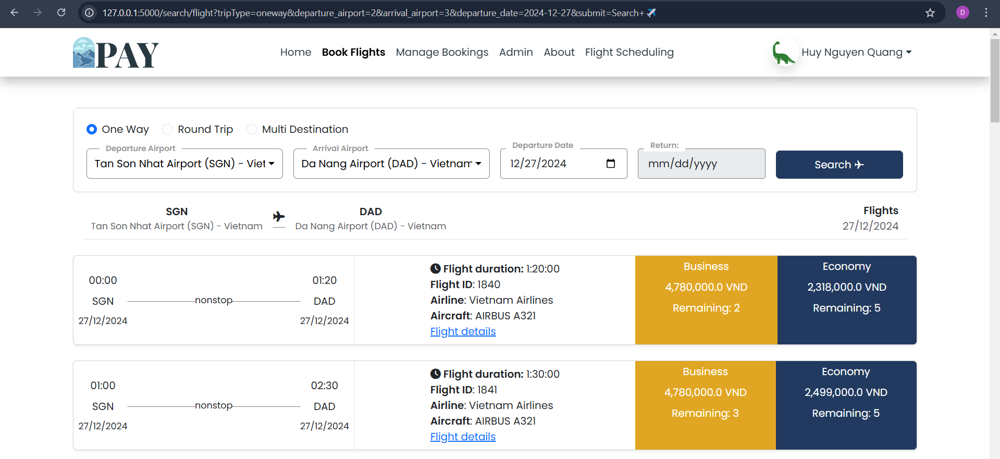 127.0.0.1:5000/search/flight?tripType=oneway&departure_airport=2&arrival_airport=3&departure_date=2024-12-27&submit=Search+✈️
D
PAY
Home Book Flights Manage Bookings Admin About Flight Scheduling
Huy Nguyen Quang
One Way Round Trip Multi Destination
Departure Airport Arrival Airport Departure Date Return:
Tan Son Nhat Airport (SGN) - Viet Da Nang Airport (DAD) - Vietnam 12/27/2024 mm/dd/yyyy Search
SGN DAD Flights
Tan Son Nhat Airport (SGN) - Vietnam Da Nang Airport (DAD) - Vietnam 27/12/2024
00:00 01:20
SGN nonstop DAD
27/12/2024 27/12/2024
Flight duration: 1:20:00
Flight ID: 1840
Airline: Vietnam Airlines
Aircraft: AIRBUS A321
Flight details
Business
4,780,000.0 VND
Remaining: 2
Economy
2,318,000.0 VND
Remaining: 5
01:00 02:30
SGN nonstop DAD
27/12/2024 27/12/2024
Flight duration: 1:30:00
Flight ID: 1841
Airline: Vietnam Airlines
Aircraft: AIRBUS A321
Flight details
Business
4,780,000.0 VND
Remaining: 3
Economy
2,499,000.0 VND
Remaining: 5